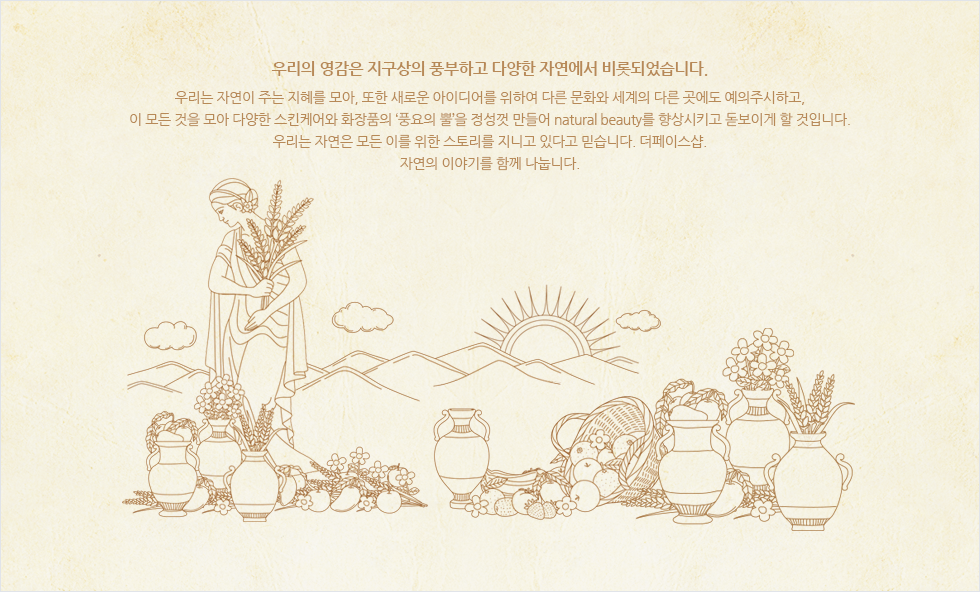 우리의 영감은 지구상의 풍부하고 다양한 자연에서 비롯되었습니다.
우리는 자연이 주는 지혜를 모아, 또한 새로운 아이디어를 위하여 다른 문화와 세계의 다른 곳에도 예의주시하고,
이 모든 것을 모아 다양한 스킨케어와 화장품의 '풍요의 뿔'을 정성껏 만들어 natural beauty를 향상시키고 돋보이게 할 것입니다.
우리는 자연은 모든 이를 위한 스토리를 지니고 있다고 믿습니다. 더페이스샵.
자연의 이야기를 함께 나눕니다.